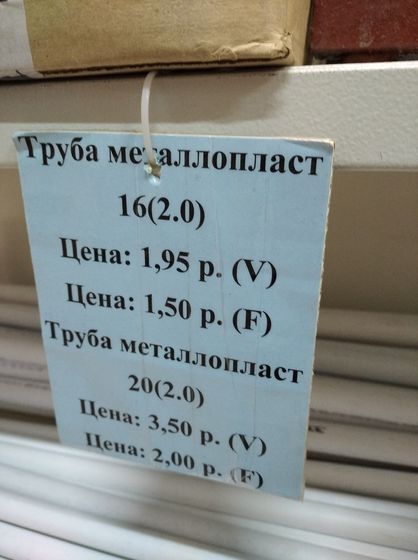 Труба металлопласт
16(2.0)
Цена: 1,95 р. (V)
Цена: 1,50 р. (F)
Труба металлопласт
20(2.0)
Цена: 3,50 р. (V)
Цена: 2,00 р. (F)